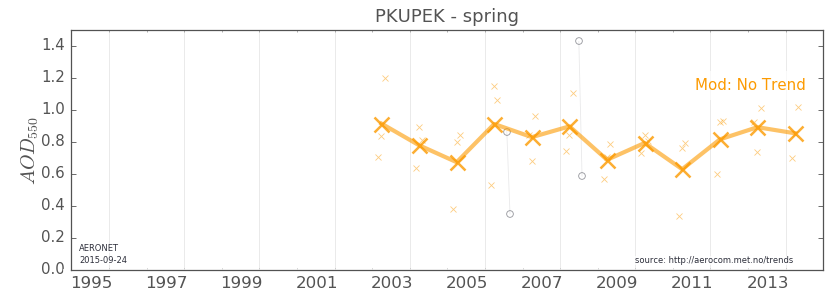 PKUPEK - spring
1.4
1.2
1.0
0.8
0.6
0.4
0.2
0.0
AOD550
Mod: No Trend
AERONET
2015-09-24
source: http://aerocom.met.no/trends
1995 1997 1999 2001 2003 2005 2007 2009 2011 2013